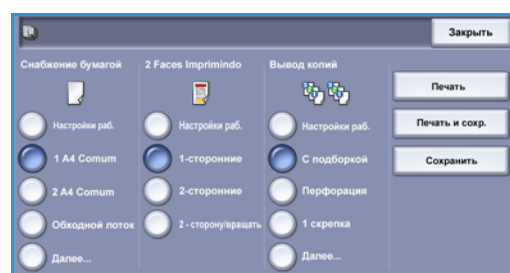 Закрыть
Снабжение бумагой
2 Faces Imprimindo
Вывод копий
Настройки раб.
Настройки раб.
Настройки раб.
1 A4 Comum
1-сторонние
С подборкой
2 A4 Comum
2-сторонние
Перфорация
Обходной лоток
2 - сторону/вращать
1 скрепка
Далее...
Далее...
Печать
Печать и сохр.
Сохранить